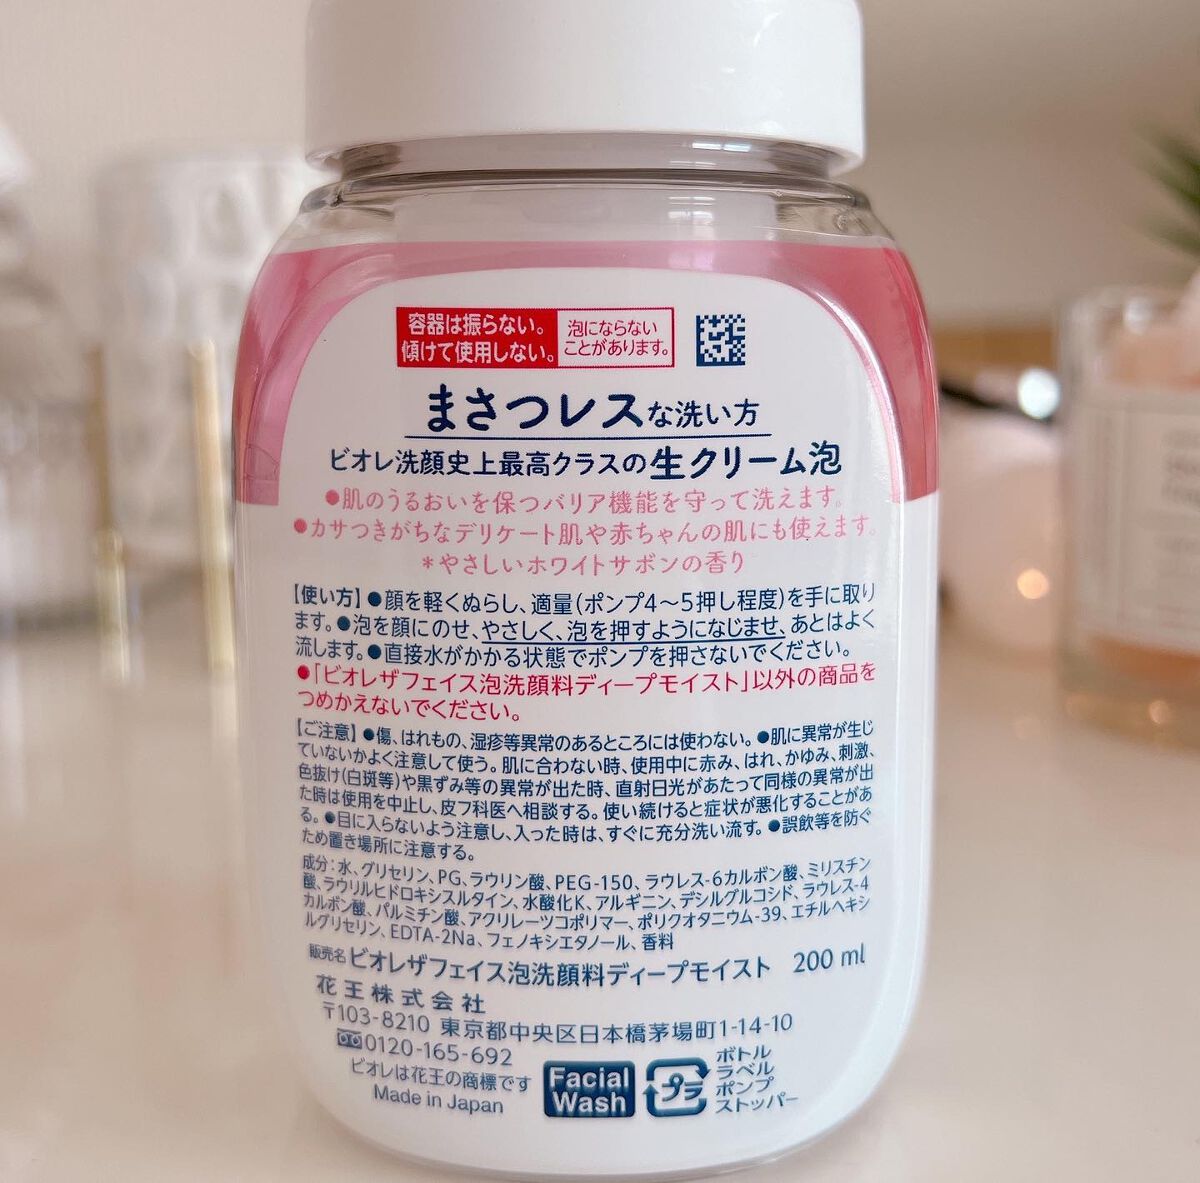 容器は振らない。
傾けて使用しない。
泡にならない
ことがあります。
まさつレスな洗い方
ビオレ洗顔史上最高クラスの生クリーム泡
●肌のうるおいを保つバリア機能を守って洗えます。
●カサつきがちなデリケート肌や赤ちゃんの肌にも使えます。
*やさしいホワイトサボンの香り
【使い方】●顔を軽くぬらし、適量(ポンプ4〜5押し程度)を手に取り
ます。●泡を顔にのせ、やさしく、泡を押すようになじませ、あとはよく
流します。●直接水がかかる状態でポンプを押さないでください。
●「ビオレザフェイス泡洗顔料ディープモイスト」以外の商品を
つめかえないでください。
【ご注意】●傷、はれもの、湿疹等異常のあるところには使わない。●肌に異常が生じ
ていないかよく注意して使う。肌に合わない時、使用中に赤み、はれ、かゆみ、刺激、
色抜け(白斑等)や黒ずみ等の異常が出た時、直射日光があたって同様の異常が出
た時は使用を中止し、皮フ科医へ相談する。使い続けると症状が悪化することがあ
る。●目に入らないよう注意し、入った時は、すぐに充分洗い流す。●誤飲等を防ぐ
ため置き場所に注意する。
成分:水、グリセリン、PG、ラウリン酸、PEG-150、ラウレス-6カルボン酸、ミリスチン
酸、ラウリルヒドロキシスルタイン、水酸化K、アルギニン、デシルグルコシド、ラウレス-4
カルボン酸、パルミチン酸、アクリレーツコポリマー、ポリクオタニウム-39、エチルヘキシ
ルグリセリン、EDTA-2Na、フェノキシエタノール、香料
販売名 ビオレザフェイス泡洗顔料ディープモイスト 200 ml
花王株式会社
〒103-8210 東京都中央区日本橋茅場町1-14-10
0120-165-692
ビオレは花王の商標です
Made in Japan
Facial
Wash
プラ
ボトル
ラベル
ポンプ
ストッパー